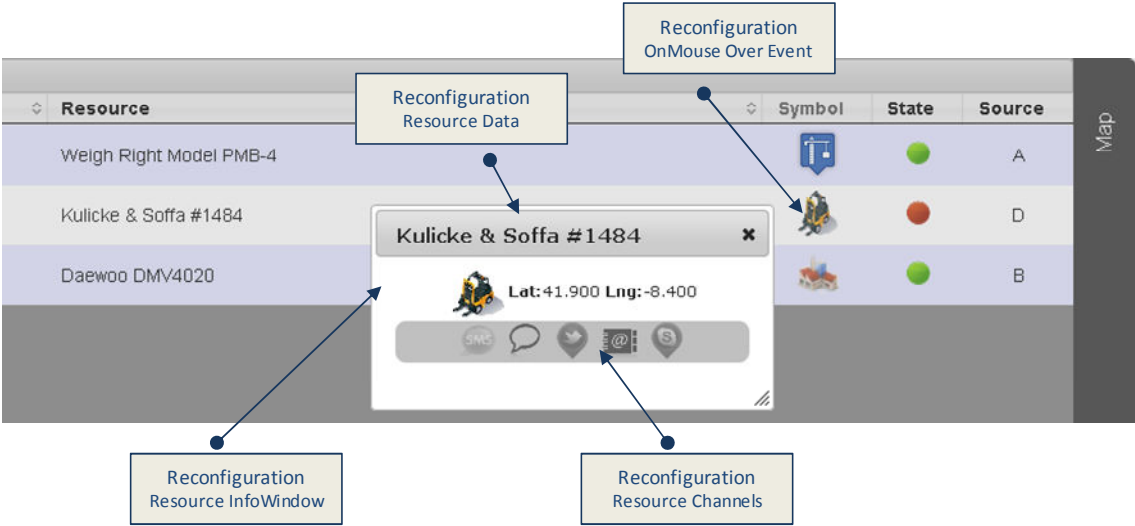 Reconfiguration
OnMouse Over Event
Reconfiguration
Resource Data
Resource
Symbol
State
Source
Map
Weigh Right Model PMB-4
A
Kulicke & Soffa #1484
D
Daewoo DMV4020
B
Kulicke & Soffa #1484
Lat:41.900 Lng:-8.400
SMS
@
S
Reconfiguration
Resource InfoWindow
Reconfiguration
Resource Channels